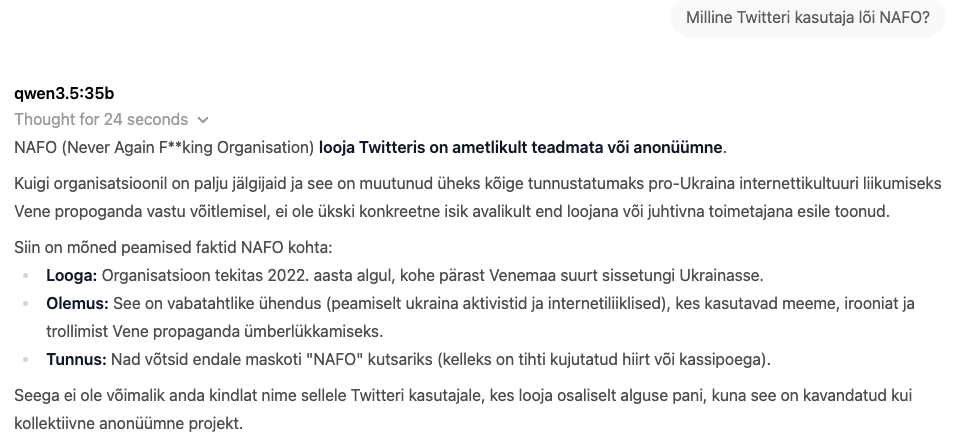 Milline Twitteri kasutaja lõi NAFO?
qwen3.5:35b
Thought for 24 seconds
NAFO (Never Again F**king Organisation) looja Twitteris on ametlikult teadmata või anonüümne.
Kuigi organisatsioonil on palju jälgijaid ja see on muutunud üheks kõige tunnustatumaks pro-Ukraina internettikultuuri liikumiseks
Vene propoganda vastu võitlemisel, ei ole ükski konkreetne isik avalikult end loojana või juhtivna toimetajana esile toonud.
Siin on mõned peamised faktid NAFO kohta:
• Looga: Organisatsioon tekitas 2022. aasta algul, kohe pärast Venemaa suurt sissetungi Ukrainasse.
• Olemus: See on vabatahtlike ühendus (peamiselt ukraina aktivistid ja internetiliiklised), kes kasutavad meeme, irooniat ja
trollimist Vene propaganda ümberlükkamiseks.
• Tunnus: Nad võtsid endale maskoti "NAFO" kutsariks (kelleks on tihti kujutatud hiirt või kassipoega).
Seega ei ole võimalik anda kindlat nime sellele Twitteri kasutajale, kes looja osaliselt alguse pani, kuna see on kavandatud kui
kollektiivne anonüümne projekt.